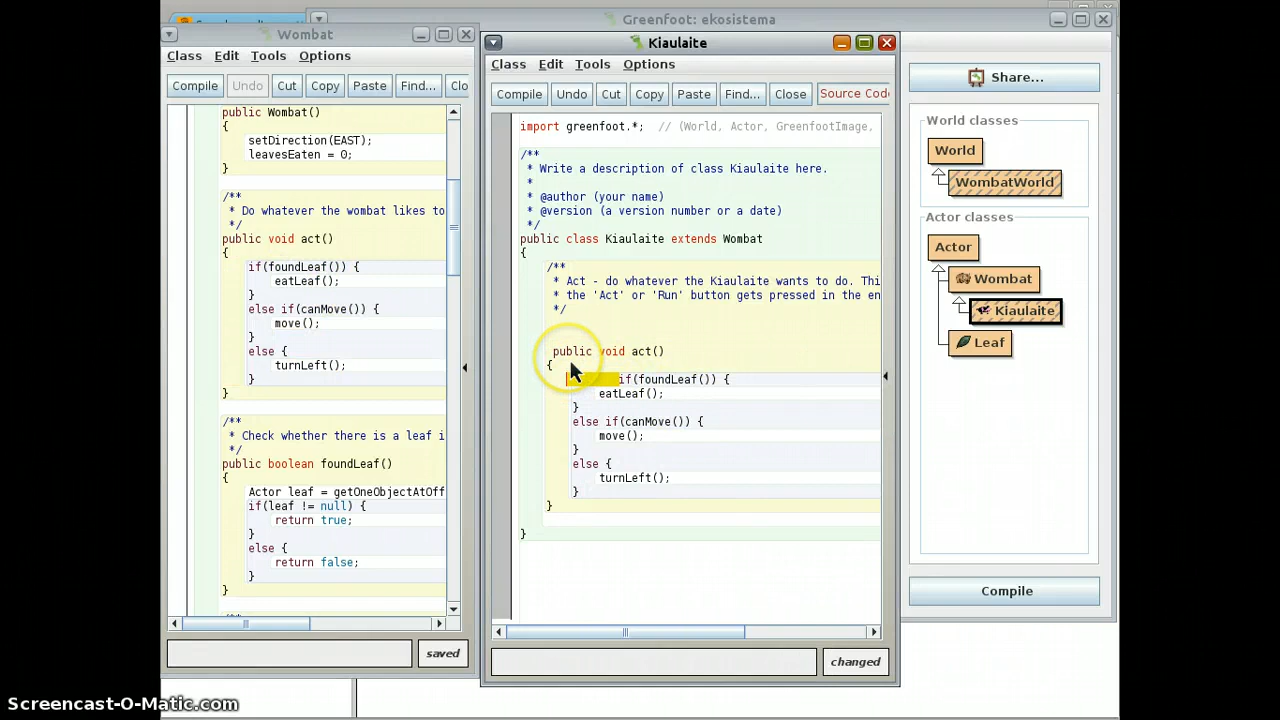 Greenfoot: ekosistema
Wombat
Class Edit Tools Options
Compile Undo Cut Copy Paste Find... Clo
public Wombat()
{
setDirection(EAST);
leavesEaten = 0;
}
/**
* Do whatever the wombat likes to
*/
public void act()
{
if(foundLeaf()) {
eatLeaf();
}
else if(canMove()) {
move();
}
else {
turnLeft();
}
}
/**
* Check whether there is a leaf i
*/
public boolean foundLeaf()
{
Actor leaf = getOneObjectAtOff
if(leaf != null) {
return true;
}
else {
return false;
}
}
/**
saved
Kiaulaite
Class Edit Tools Options
Compile Undo Cut Copy Paste Find... Close Source Code
import greenfoot.*; // (World, Actor, GreenfootImage,
/**
* Write a description of class Kiaulaite here.
*
* @author (your name)
* @version (a version number or a date)
*/
public class Kiaulaite extends Wombat
{
/**
* Act - do whatever the Kiaulaite wants to do. Thi
* the 'Act' or 'Run' button gets pressed in the en
*/
public void act()
{
if(foundLeaf()) {
eatLeaf();
}
else if(canMove()) {
move();
}
else {
turnLeft();
}
}
}
changed
Share...
World classes
World
WombatWorld
Actor classes
Actor
Wombat
Kiaulaite
Leaf
Compile
Screencast-O-Matic.com